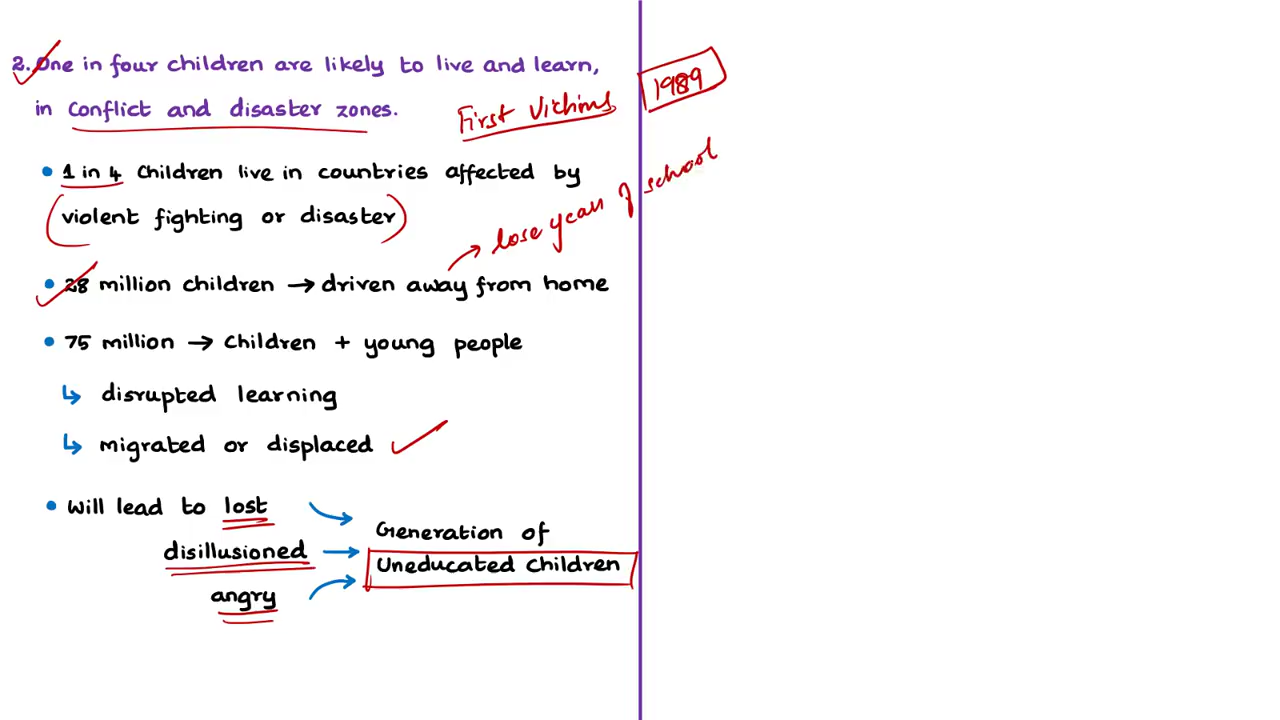 2. One in four children are likely to live and learn,
in conflict and disaster zones.
First Victims
1989
• 1 in 4 children live in countries affected by
violent fighting or disaster
→ lose years of school
• 28 million children → driven away from home
• 75 million → children + young people
↳ disrupted learning
↳ migrated or displaced
• Will lead to lost
disillusioned
angry
Generation of
Uneducated children